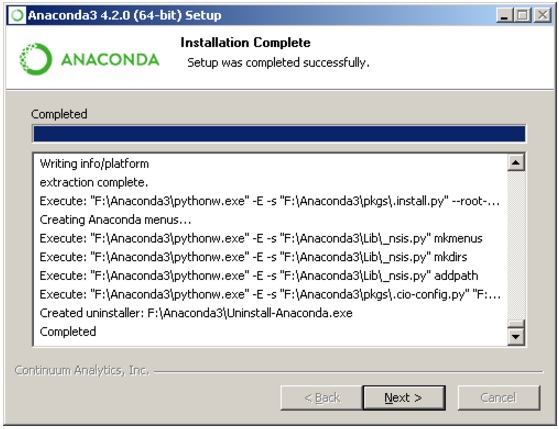 Anaconda3 4.2.0 (64-bit) Setup
ANACONDA
Installation Complete
Setup was completed successfully.
Completed
Writing info/platform
extraction complete.
Execute: "F:\Anaconda3\pythonw.exe" -E -s "F:\Anaconda3\pkgs\.install.py" --root-...
Creating Anaconda menus...
Execute: "F:\Anaconda3\pythonw.exe" -E -s "F:\Anaconda3\Lib\_nsis.py" mkmenus
Execute: "F:\Anaconda3\pythonw.exe" -E -s "F:\Anaconda3\Lib\_nsis.py" mkdirs
Execute: "F:\Anaconda3\pythonw.exe" -E -s "F:\Anaconda3\Lib\_nsis.py" addpath
Execute: "F:\Anaconda3\pythonw.exe" -E -s "F:\Anaconda3\pkgs\.cio-config.py" "F:...
Created uninstaller: F:\Anaconda3\Uninstall-Anaconda.exe
Completed
Continuum Analytics, Inc.
< Back
Next >
Cancel